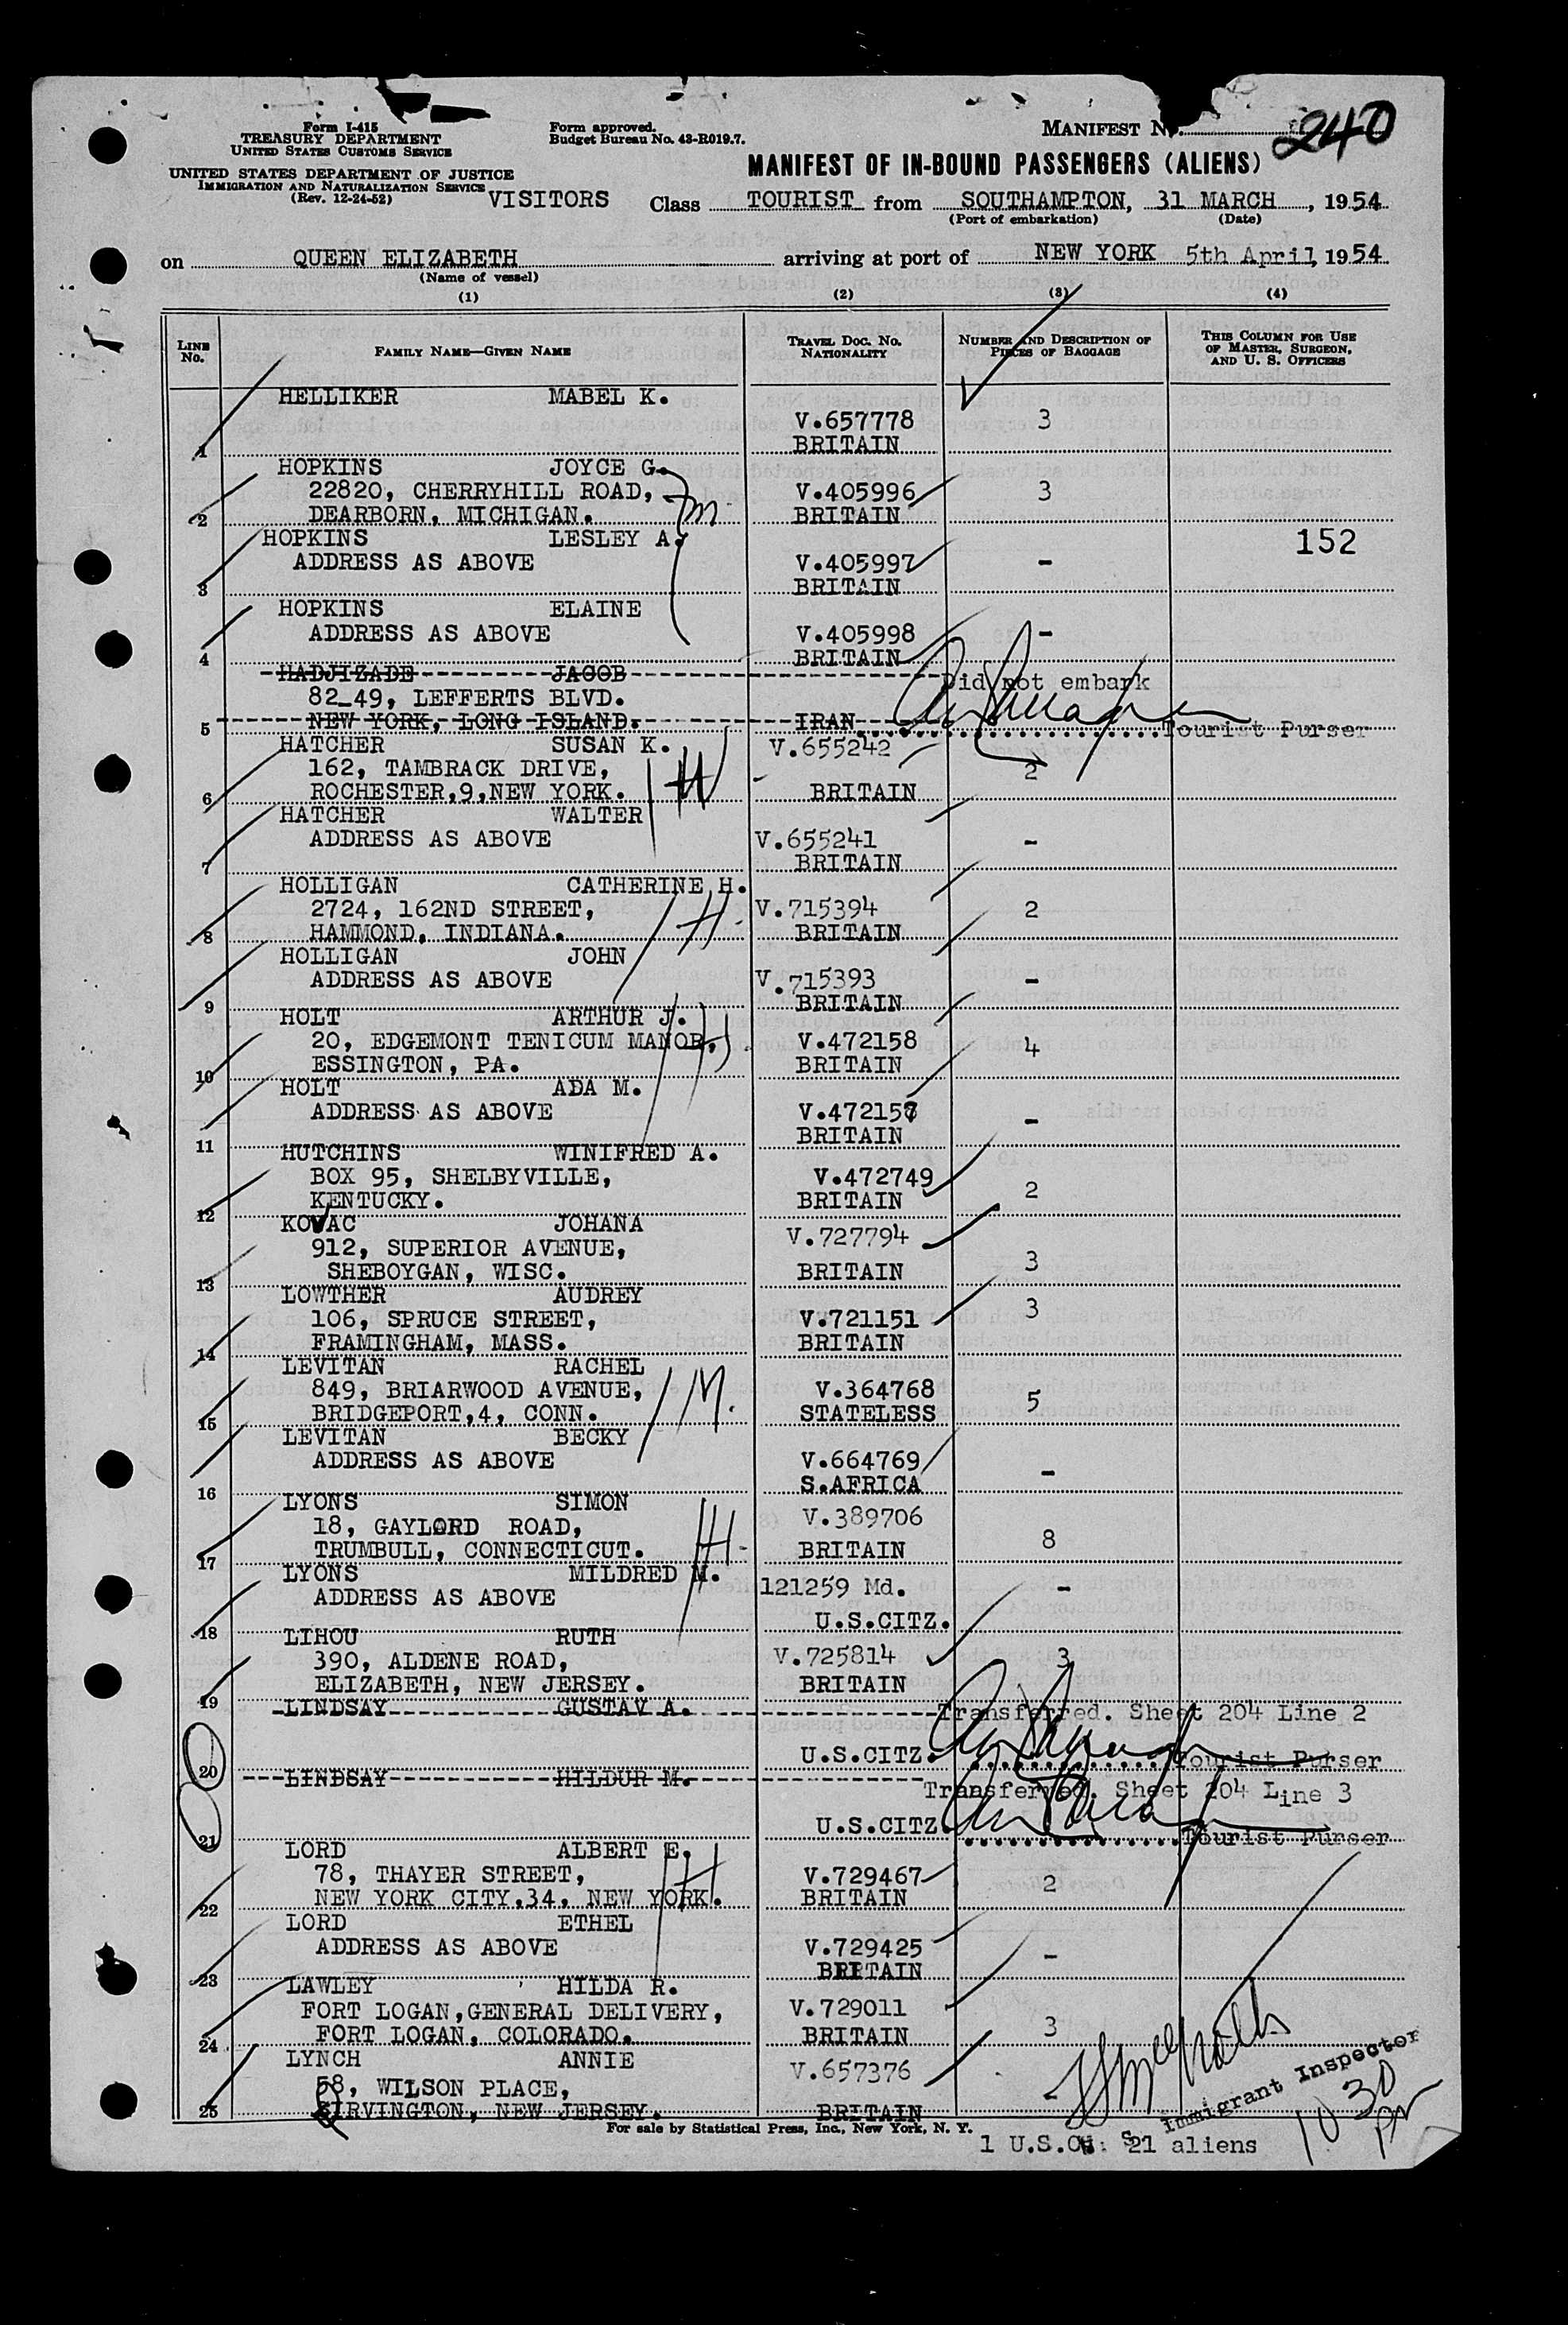 Form I-415
TREASURY DEPARTMENT
UNITED STATES CUSTOMS SERVICE
UNITED STATES DEPARTMENT OF JUSTICE
IMMIGRATION AND NATURALIZATION SERVICE
(Rev. 12-24-52)
Form approved.
Budget Bureau No. 43-R019.7.
MANIFEST 240
MANIFEST OF IN-BOUND PASSENGERS (ALIENS)
VISITORS Class TOURIST from SOUTHAMPTON, 31 MARCH, 1954
(Port of embarkation) (Date)
on QUEEN ELIZABETH arriving at port of NEW YORK 5th April, 1954
(Name of vessel)
(1) (2) (3) (4)
LINE No. FAMILY NAME—GIVEN NAME TRAVEL DOC. NO. NATIONALITY NUMBER AND DESCRIPTION OF PIECES OF BAGGAGE THIS COLUMN FOR USE OF MASTER, SURGEON, AND U. S. OFFICERS
HELLIKER MABEL K.
V.657778 3
1 BRITAIN
HOPKINS JOYCE G.
22820, CHERRYHILL ROAD, V.405996 3
2 DEARBORN, MICHIGAN. M BRITAIN
HOPKINS LESLEY A. 152
ADDRESS AS ABOVE V.405997 -
3 BRITAIN
HOPKINS ELAINE
ADDRESS AS ABOVE V.405998 -
4 BRITAIN
HADJIZADE JACOB Did not embark
82-49, LEFFERTS BLVD.
5 NEW YORK, LONG ISLAND. IRAN Tourist Purser
HATCHER SUSAN K. V.655242
162, TAMBRACK DRIVE, 2
6 ROCHESTER,9,NEW YORK. BRITAIN
HATCHER WALTER
ADDRESS AS ABOVE V.655241 -
7 BRITAIN
HOLLIGAN CATHERINE H.
2724, 162ND STREET, H. V.715394 2
8 HAMMOND, INDIANA. BRITAIN
HOLLIGAN JOHN
ADDRESS AS ABOVE V.715393 -
9 BRITAIN
HOLT ARTHUR J.
20, EDGEMONT TENICUM MANOR, V.472158 4
10 ESSINGTON, PA. BRITAIN
HOLT ADA M.
ADDRESS AS ABOVE V.472157 -
11 BRITAIN
HUTCHINS WINIFRED A.
BOX 95, SHELBYVILLE, V.472749 2
12 KENTUCKY. BRITAIN
KOVAC JOHANA V.727794
912, SUPERIOR AVENUE, 3
13 SHEBOYGAN, WISC. BRITAIN
LOWTHER AUDREY 3
106, SPRUCE STREET, V.721151
14 FRAMINGHAM, MASS. BRITAIN
LEVITAN RACHEL
849, BRIARWOOD AVENUE, M. V.364768 5
15 BRIDGEPORT,4, CONN. STATELESS
LEVITAN BECKY
ADDRESS AS ABOVE V.664769 -
16 S.AFRICA
LYONS SIMON V.389706
18, GAYLORD ROAD, 8
17 TRUMBULL, CONNECTICUT. H. BRITAIN
LYONS MILDRED M. 121259 Md. -
ADDRESS AS ABOVE
18 U.S.CITZ.
LIHOU RUTH V.725814
390, ALDENE ROAD, 3
19 ELIZABETH, NEW JERSEY. BRITAIN
LINDSAY GUSTAV A. Transferred. Sheet 204 Line 2
20 U.S.CITZ. Tourist Purser
LINDSAY HILDUR M. Transferred. Sheet 204 Line 3
21 U.S.CITZ. Tourist Purser
LORD ALBERT E.
78, THAYER STREET, H V.729467 2
22 NEW YORK CITY,34, NEW YORK. BRITAIN
LORD ETHEL
ADDRESS AS ABOVE V.729425 -
23 BRITAIN
LAWLEY HILDA R.
FORT LOGAN,GENERAL DELIVERY, V.729011
24 FORT LOGAN, COLORADO. BRITAIN 3
LYNCH ANNIE V.657376
58, WILSON PLACE, -
25 IRVINGTON, NEW JERSEY. BRITAIN
Immigrant Inspector
10 30 PM
For sale by Statistical Press, Inc., New York, N. Y.
1 U.S. 21 aliens